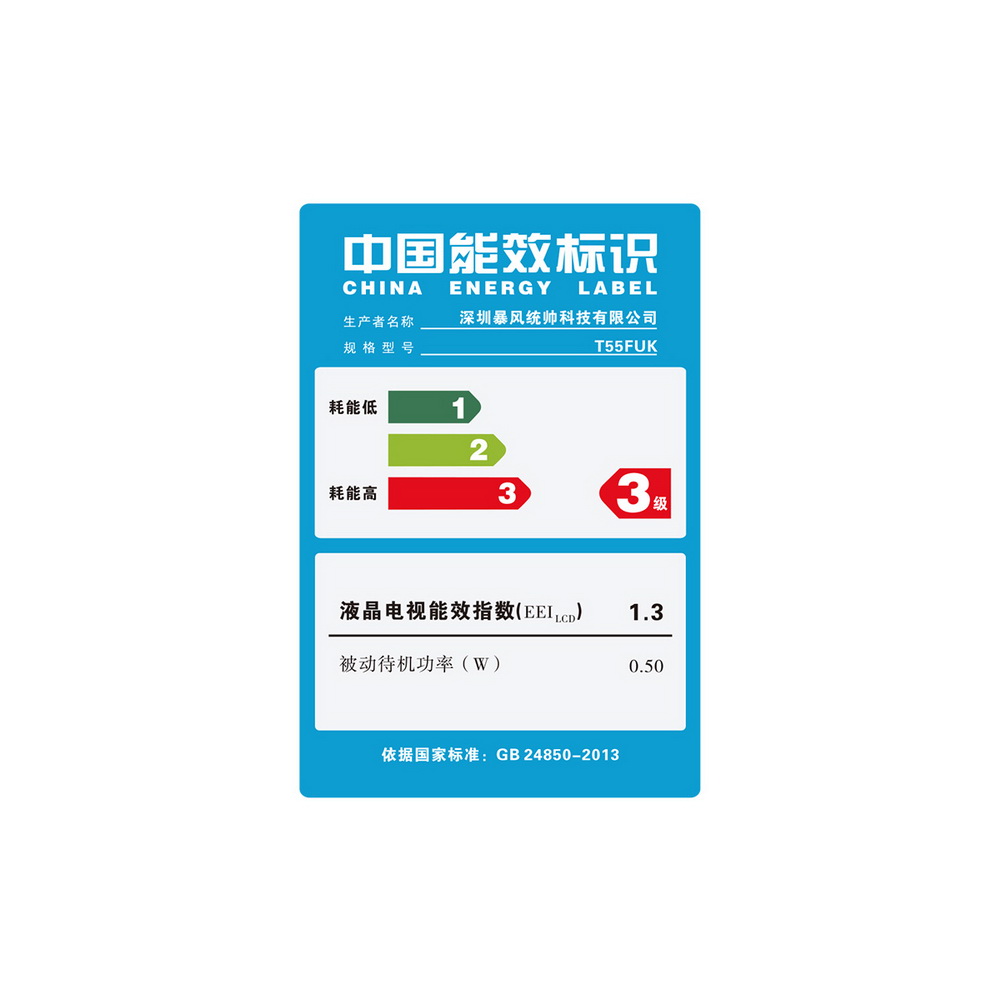 中国能效标识
CHINA ENERGY LABEL
生产者名称 深圳暴风统帅科技有限公司
规格型号 T55FUK
耗能低 1
2
耗能高 3 3级
液晶电视能效指数(EEI LCD) 1.3
被动待机功率(W) 0.50
依据国家标准:GB 24850-2013